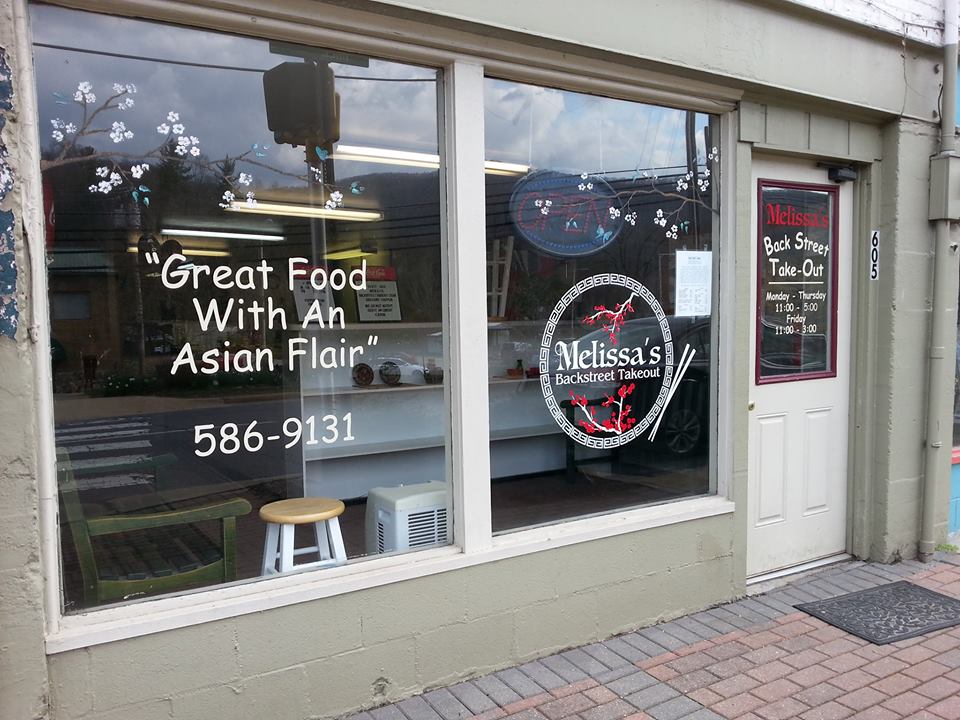 "Great Food
With An
Asian Flair"
586-9131
OPEN
Melissa's
Backstreet Takeout
Melissa's
Back Street
Take-Out
Monday - Thursday
11:00 - 5:00
Friday
11:00 - 3:00
605